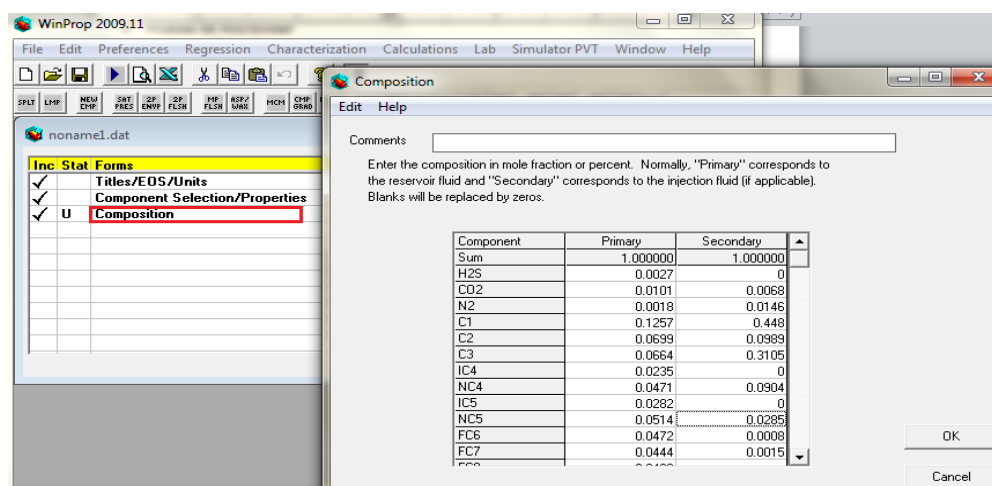 WinProp 2009.11
File Edit Preferences Regression Characterization Calculations Lab Simulator PVT Window Help
SPLT LMP NEW CMP SAT PRES 2P ENVP 2P FLSH MP FLSH ASP/WAX MCM CMP GRAD
noname1.dat
Inc Stat Forms
Titles/EOS/Units
Component Selection/Properties
U Composition
Composition
Edit Help
Comments
Enter the composition in mole fraction or percent. Normally, "Primary" corresponds to
the reservoir fluid and "Secondary" corresponds to the injection fluid (if applicable).
Blanks will be replaced by zeros.
Component Primary Secondary
Sum 1.000000 1.000000
H2S 0.0027 0
CO2 0.0101 0.0068
N2 0.0018 0.0146
C1 0.1257 0.448
C2 0.0699 0.0989
C3 0.0664 0.3105
IC4 0.0235 0
NC4 0.0471 0.0904
IC5 0.0282 0
NC5 0.0514 0.0285
FC6 0.0472 0.0008
FC7 0.0444 0.0015
OK
Cancel